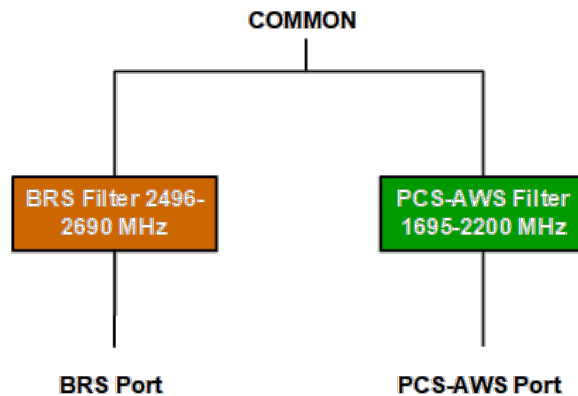 COMMON
BRS Filter 2496-
2690 MHz
PCS-AWS Filter
1695-2200 MHz
BRS Port
PCS-AWS Port